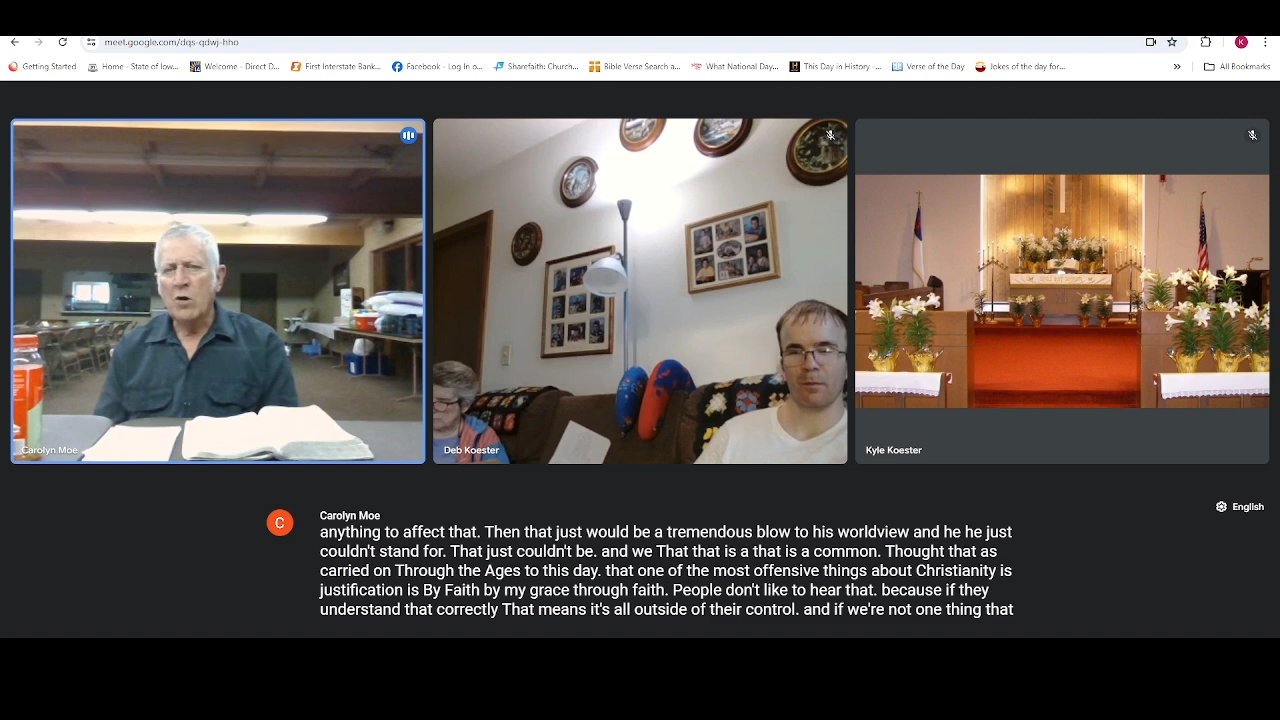 meet.google.com/dqs-qdwj-hho
Getting Started
Home - State of Iow...
Welcome - Direct D...
First Interstate Bank...
Facebook - Log In o...
Sharefaith: Church...
Bible Verse Search a...
What National Day...
This Day in History -...
Verse of the Day
Jokes of the day for...
»
All Bookmarks
K
Carolyn Moe
Deb Koester
Kyle Koester
English
C
Carolyn Moe
anything to affect that. Then that just would be a tremendous blow to his worldview and he he just
couldn't stand for. That just couldn't be. and we That that is a that is a common. Thought that as
carried on Through the Ages to this day. that one of the most offensive things about Christianity is
justification is By Faith by my grace through faith. People don't like to hear that. because if they
understand that correctly That means it's all outside of their control. and if we're not one thing that